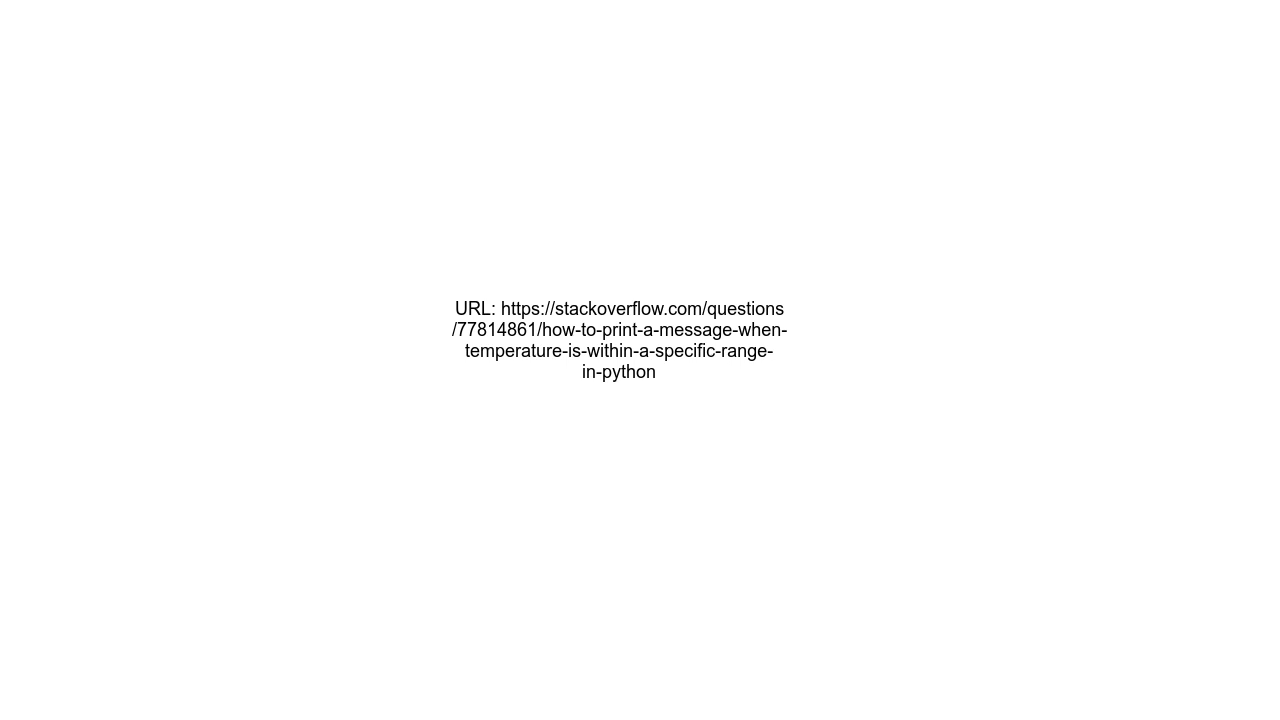 URL: https://stackoverflow.com/questions
/77814861/how-to-print-a-message-when-
temperature-is-within-a-specific-range-
in-python